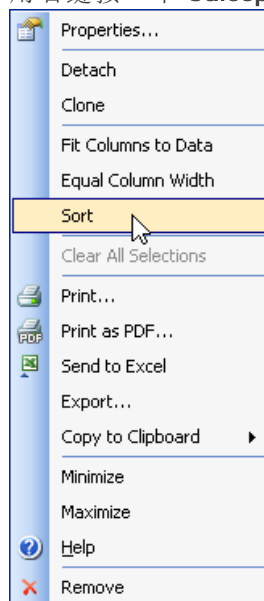 Properties...
Detach
Clone
Fit Columns to Data
Equal Column Width
Sort
Clear All Selections
Print...
Print as PDF...
Send to Excel
Export...
Copy to Clipboard
Minimize
Maximize
Help
Remove